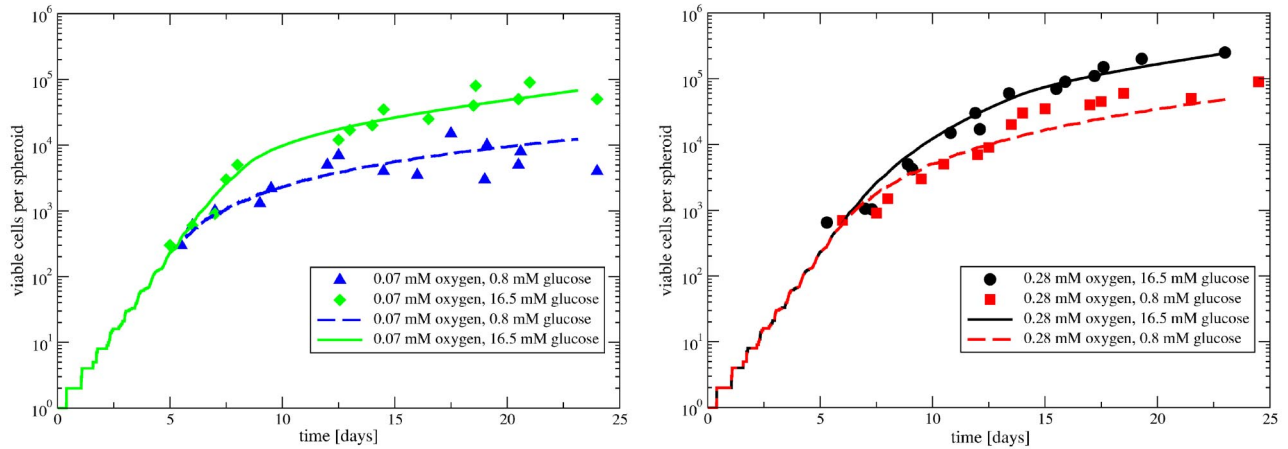 10^6
10^5
10^4
10^3
10^2
10^1
10^0
viable cells per spheroid
0
5
10
15
20
25
time [days]
0.07 mM oxygen, 0.8 mM glucose
0.07 mM oxygen, 16.5 mM glucose
0.07 mM oxygen, 0.8 mM glucose
0.07 mM oxygen, 16.5 mM glucose
10^6
10^5
10^4
10^3
10^2
10^1
10^0
viable cells per spheroid
0
5
10
15
20
25
time [days]
0.28 mM oxygen, 16.5 mM glucose
0.28 mM oxygen, 0.8 mM glucose
0.28 mM oxygen, 16.5 mM glucose
0.28 mM oxygen, 0.8 mM glucose